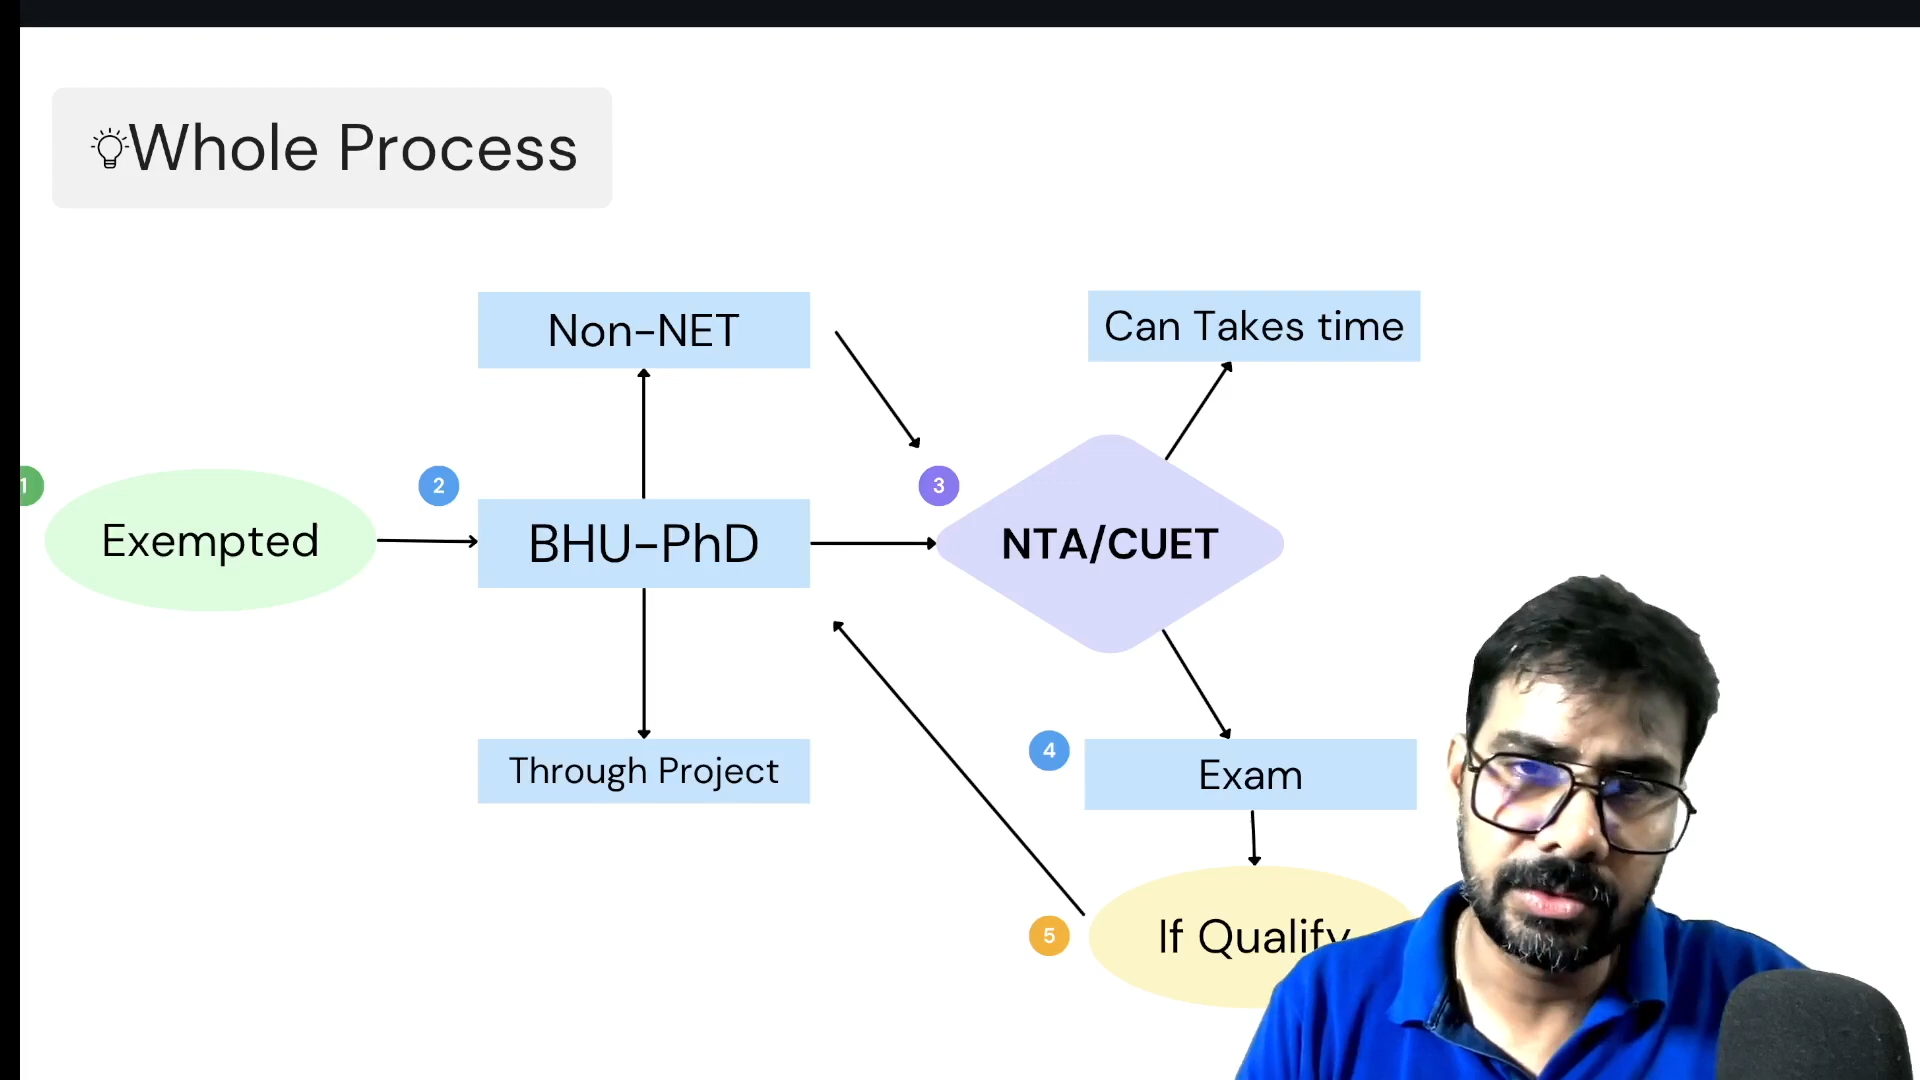 Whole Process
Non-NET
Can Takes time
1
2
3
Exempted
BHU-PhD
NTA/CUET
Through Project
4
Exam
5
If Qualify